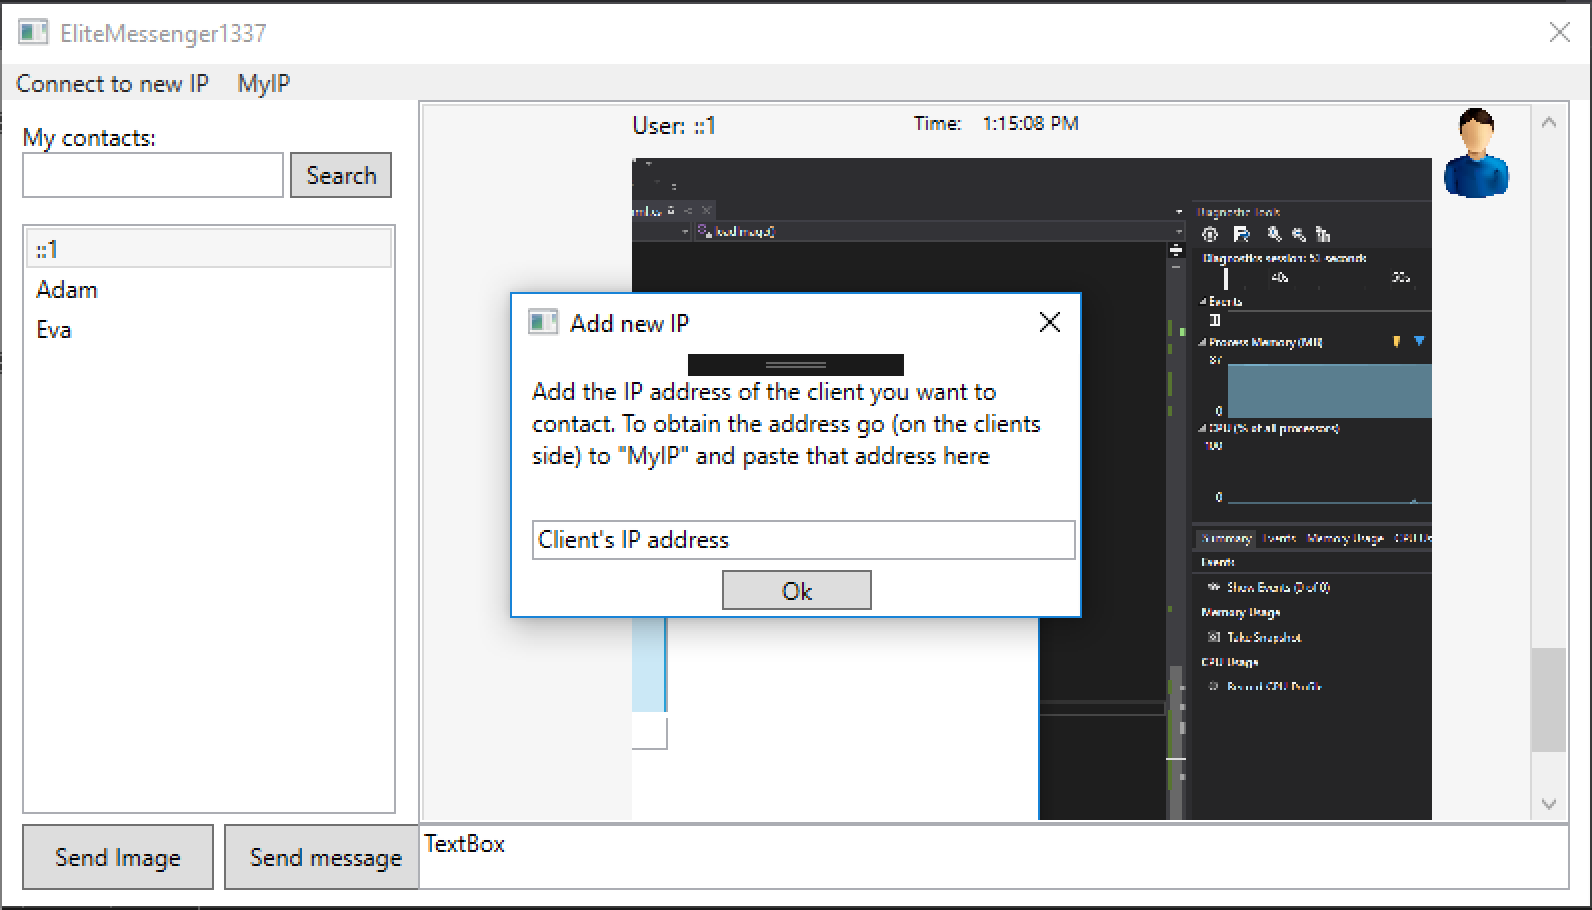 EliteMessenger1337
Connect to new IP MyIP
My contacts:
Search
::1
Adam
Eva
Send Image
Send message
User: ::1
Time: 1:15:08 PM
Diagnostic Tools
Diagnostics session: 51 seconds
40s 50s
Events
Process Memory (MB)
87
0
CPU (% of all processors)
100
0
Summary Events Memory Usage
Events
Show Events (0 of 0)
Memory Usage
Take Snapshot
CPU Usage
Record CPU Profile
Add new IP
Add the IP address of the client you want to
contact. To obtain the address go (on the clients
side) to "MyIP" and paste that address here
Client's IP address
Ok
TextBox